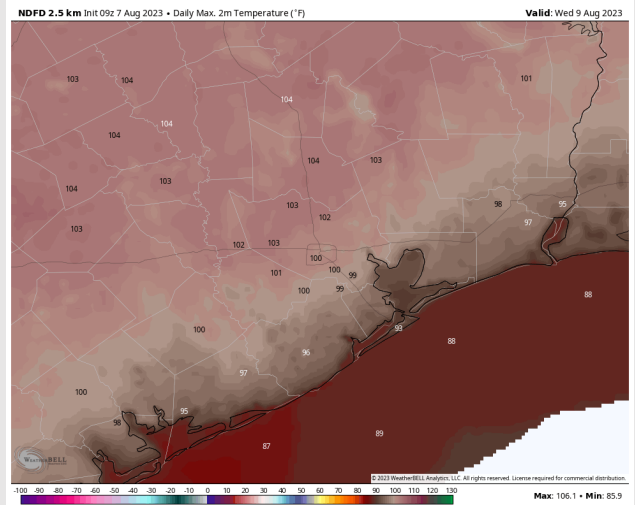 NDFD 2.5 km Init 09z 7 Aug 2023 • Daily Max. 2m Temperature (°F)
Valid: Wed 9 Aug 2023
103 104 101
104
104
104
104 103
103
104
103 98 95
102 97
103
102 103
100
101 100 99
100 99
88
100 93
88
96
97
100
95
98
89
87
WeatherBELL
© 2023 WeatherBELL Analytics, LLC. All rights reserved. License required for commercial distribution.
-100 -90 -80 -70 -60 -50 -40 -30 -20 -10 0 10 20 30 40 50 60 70 80 90 100 110 120 130
Max: 106.1 • Min: 85.9